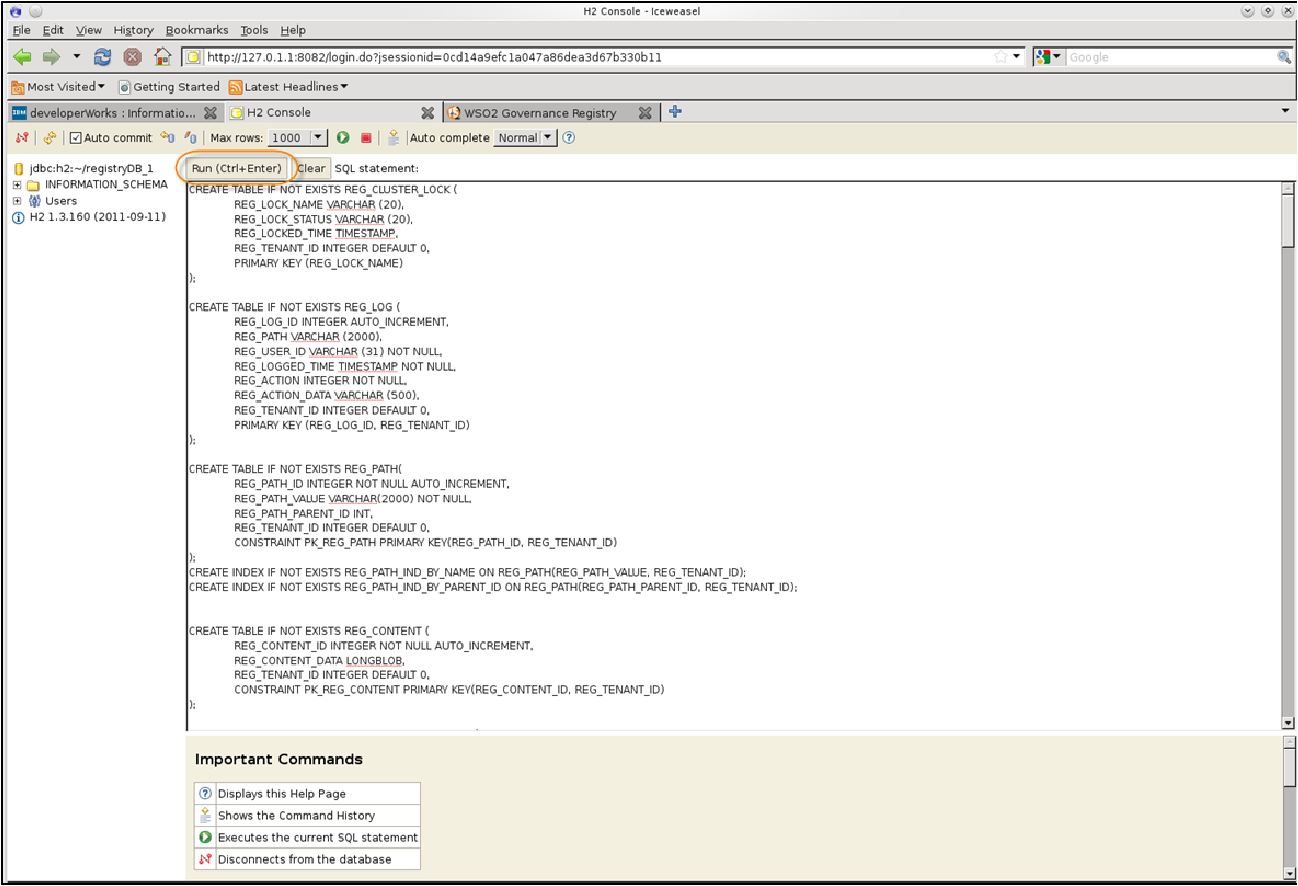 H2 Console - Iceweasel
File Edit View History Bookmarks Tools Help
http://127.0.1.1:8082/login.do?jsessionid=0cd14a9efc1a047a86dea3d67b330b11
Google
Most Visited Getting Started Latest Headlines
IBM developerWorks : Informatio... H2 Console WSO2 Governance Registry
Auto commit Max rows: 1000 Auto complete Normal
jdbc:h2:~/registryDB_1
INFORMATION_SCHEMA
Users
H2 1.3.160 (2011-09-11)
Run (Ctrl+Enter) Clear SQL statement:
CREATE TABLE IF NOT EXISTS REG_CLUSTER_LOCK (
REG_LOCK_NAME VARCHAR (20),
REG_LOCK_STATUS VARCHAR (20),
REG_LOCKED_TIME TIMESTAMP,
REG_TENANT_ID INTEGER DEFAULT 0,
PRIMARY KEY (REG_LOCK_NAME)
);
CREATE TABLE IF NOT EXISTS REG_LOG (
REG_LOG_ID INTEGER AUTO_INCREMENT,
REG_PATH VARCHAR (2000),
REG_USER_ID VARCHAR (31) NOT NULL,
REG_LOGGED_TIME TIMESTAMP NOT NULL,
REG_ACTION INTEGER NOT NULL,
REG_ACTION_DATA VARCHAR (500),
REG_TENANT_ID INTEGER DEFAULT 0,
PRIMARY KEY (REG_LOG_ID, REG_TENANT_ID)
);
CREATE TABLE IF NOT EXISTS REG_PATH(
REG_PATH_ID INTEGER NOT NULL AUTO_INCREMENT,
REG_PATH_VALUE VARCHAR(2000) NOT NULL,
REG_PATH_PARENT_ID INT,
REG_TENANT_ID INTEGER DEFAULT 0,
CONSTRAINT PK_REG_PATH PRIMARY KEY(REG_PATH_ID, REG_TENANT_ID)
);
CREATE INDEX IF NOT EXISTS REG_PATH_IND_BY_NAME ON REG_PATH(REG_PATH_VALUE, REG_TENANT_ID);
CREATE INDEX IF NOT EXISTS REG_PATH_IND_BY_PARENT_ID ON REG_PATH(REG_PATH_PARENT_ID, REG_TENANT_ID);
CREATE TABLE IF NOT EXISTS REG_CONTENT (
REG_CONTENT_ID INTEGER NOT NULL AUTO_INCREMENT,
REG_CONTENT_DATA LONGBLOB,
REG_TENANT_ID INTEGER DEFAULT 0,
CONSTRAINT PK_REG_CONTENT PRIMARY KEY(REG_CONTENT_ID, REG_TENANT_ID)
);
Important Commands
Displays this Help Page
Shows the Command History
Executes the current SQL statement
Disconnects from the database